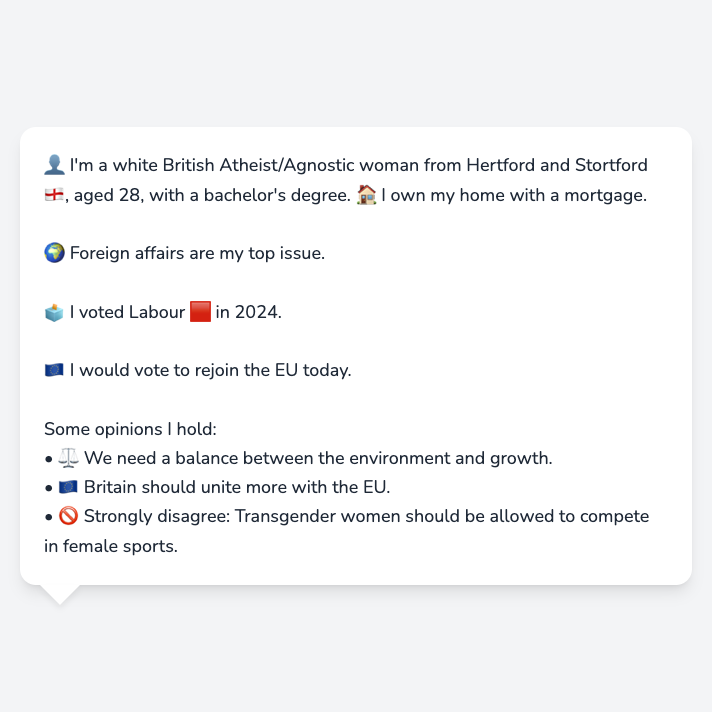 👤 I'm a white British Atheist/Agnostic woman from Hertford and Stortford
🏴󠁧󠁢󠁥󠁮󠁧󠁿, aged 28, with a bachelor's degree. 🏠 I own my home with a mortgage.
🌍 Foreign affairs are my top issue.
🗳️ I voted Labour 🟥 in 2024.
🇪🇺 I would vote to rejoin the EU today.
Some opinions I hold:
• ⚖️ We need a balance between the environment and growth.
• 🇪🇺 Britain should unite more with the EU.
• 🚫 Strongly disagree: Transgender women should be allowed to compete
in female sports.